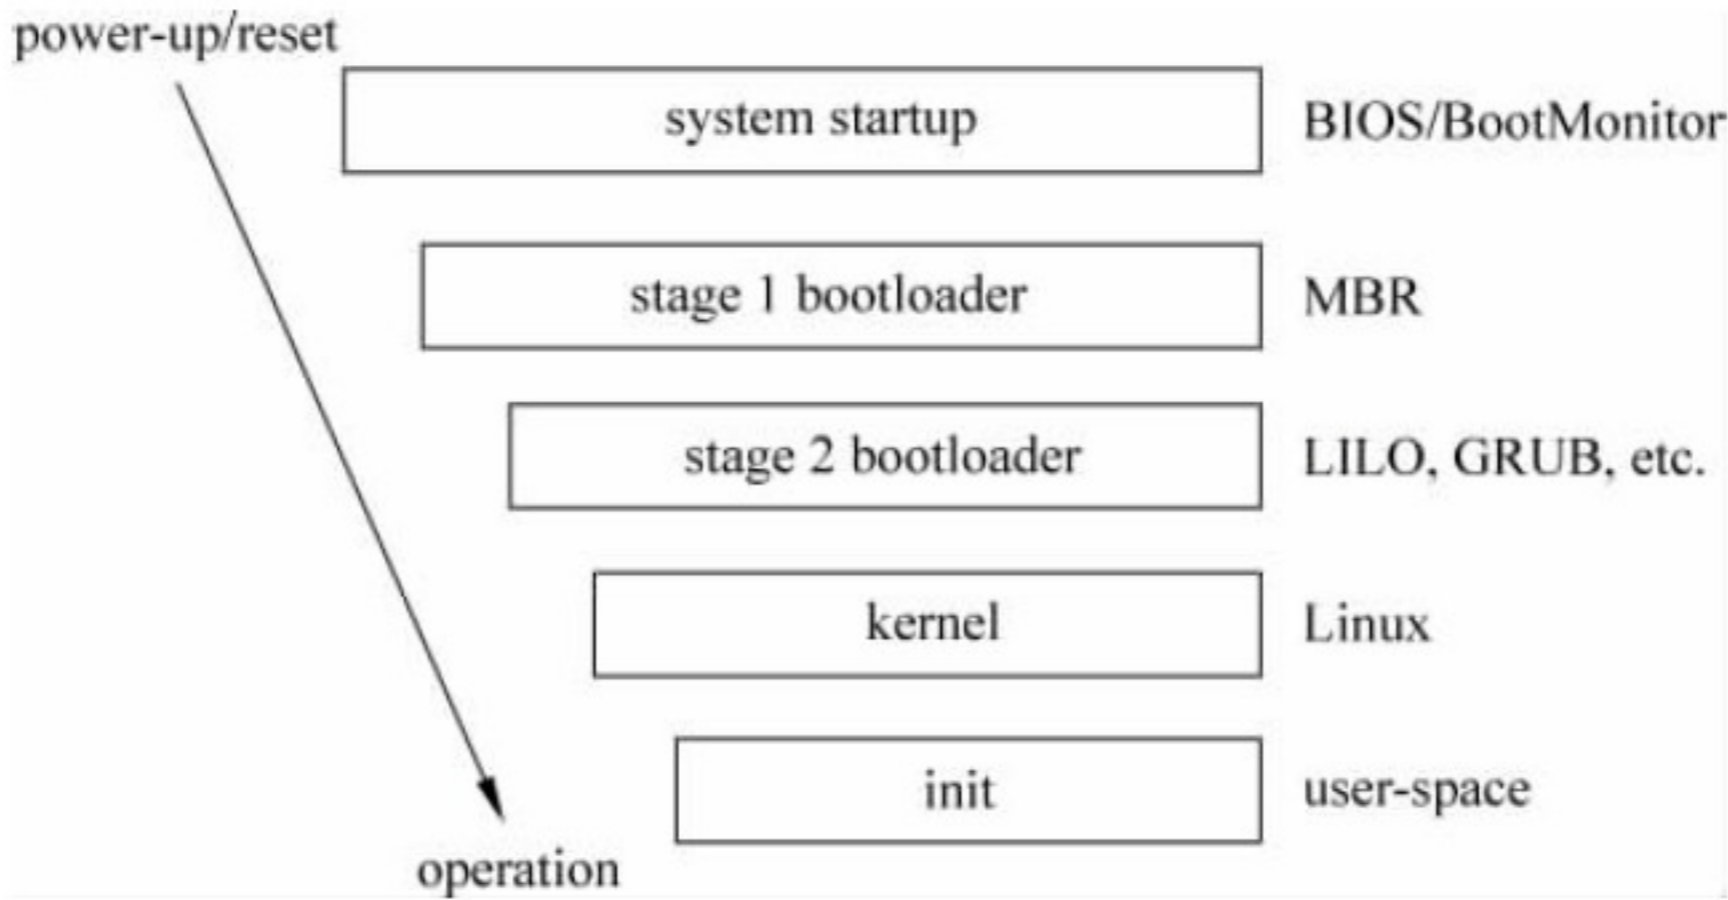 power-up/reset
system startup BIOS/BootMonitor
stage 1 bootloader MBR
stage 2 bootloader LILO, GRUB, etc.
kernel Linux
init user-space
operation